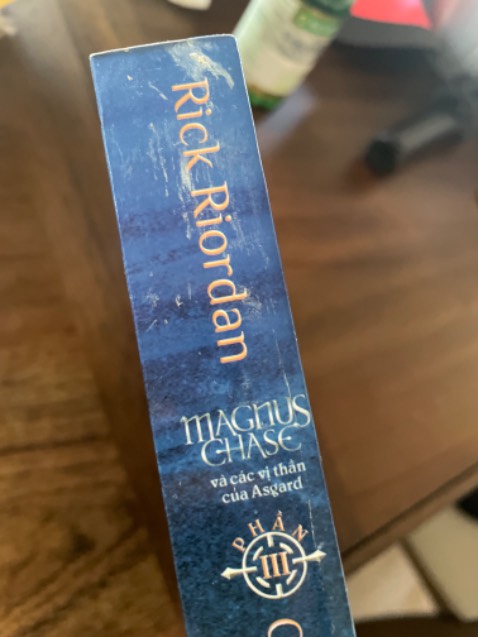 Rick Riordan
MAGNUS
CHASE
và các vị thần
của Asgard
PHẦN
III